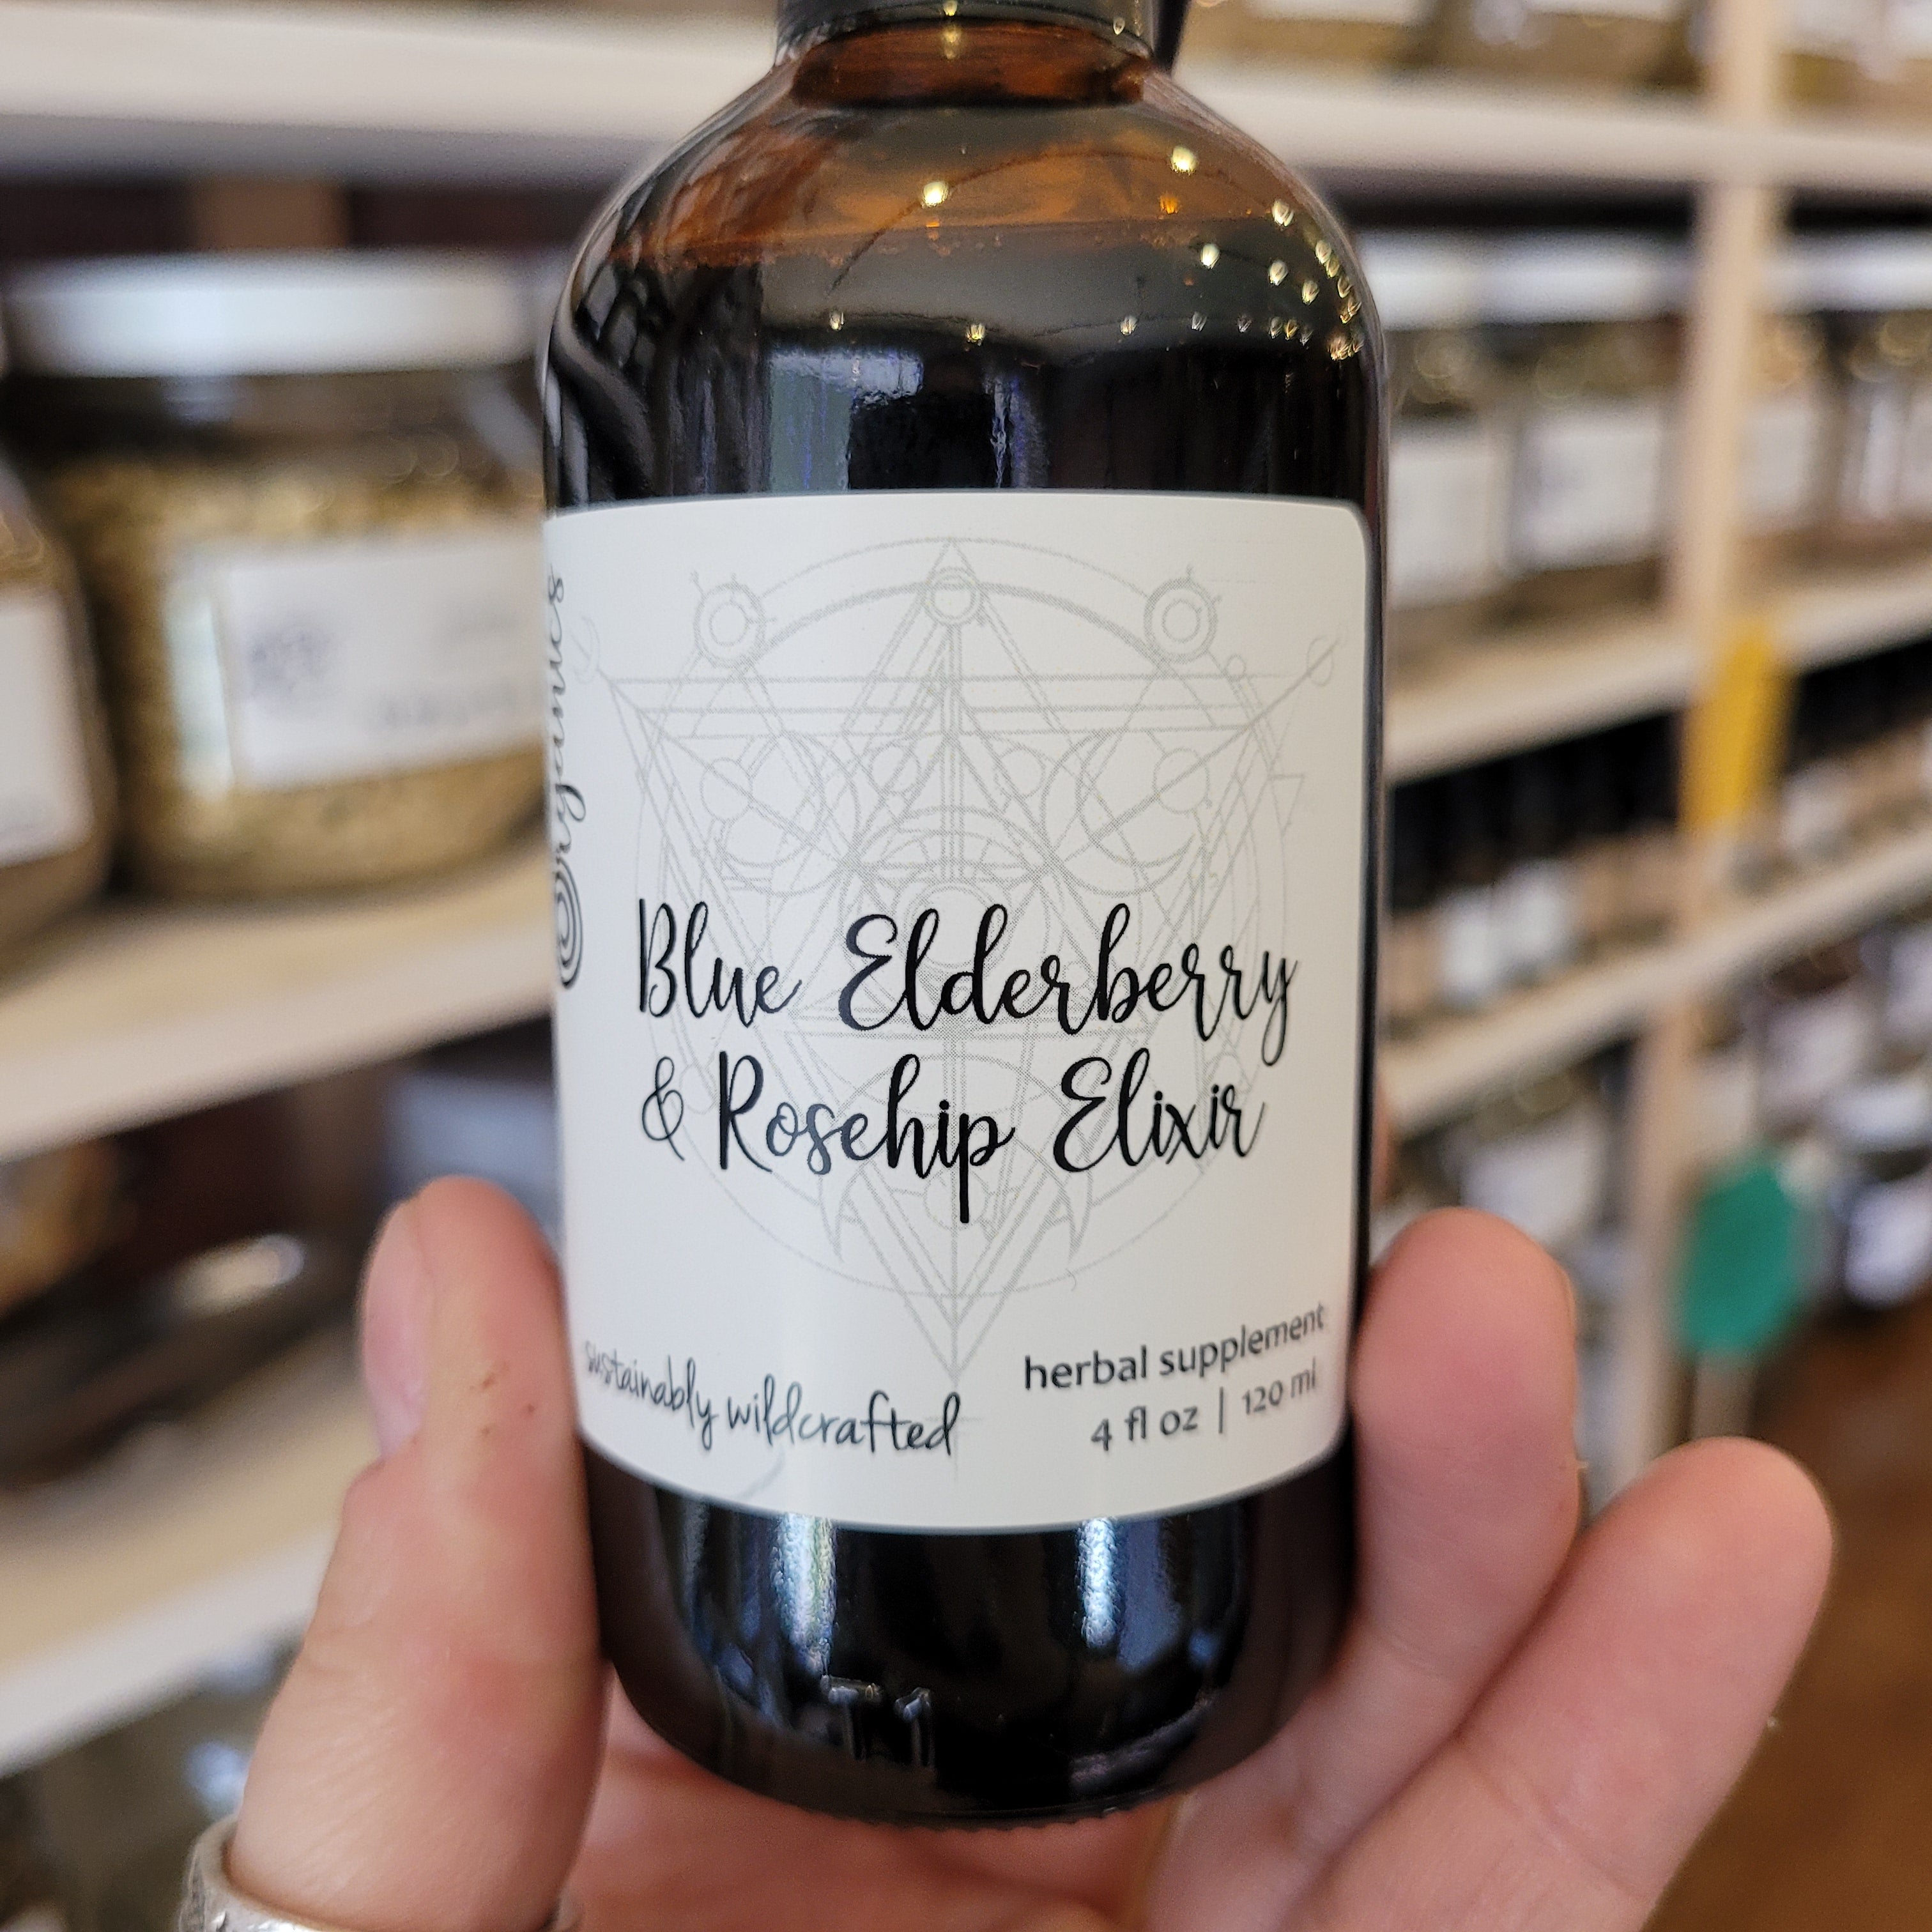 Organics
Blue Elderberry
& Rosehip Elixir
sustainably wildcrafted
herbal supplement
4 fl oz | 120 ml